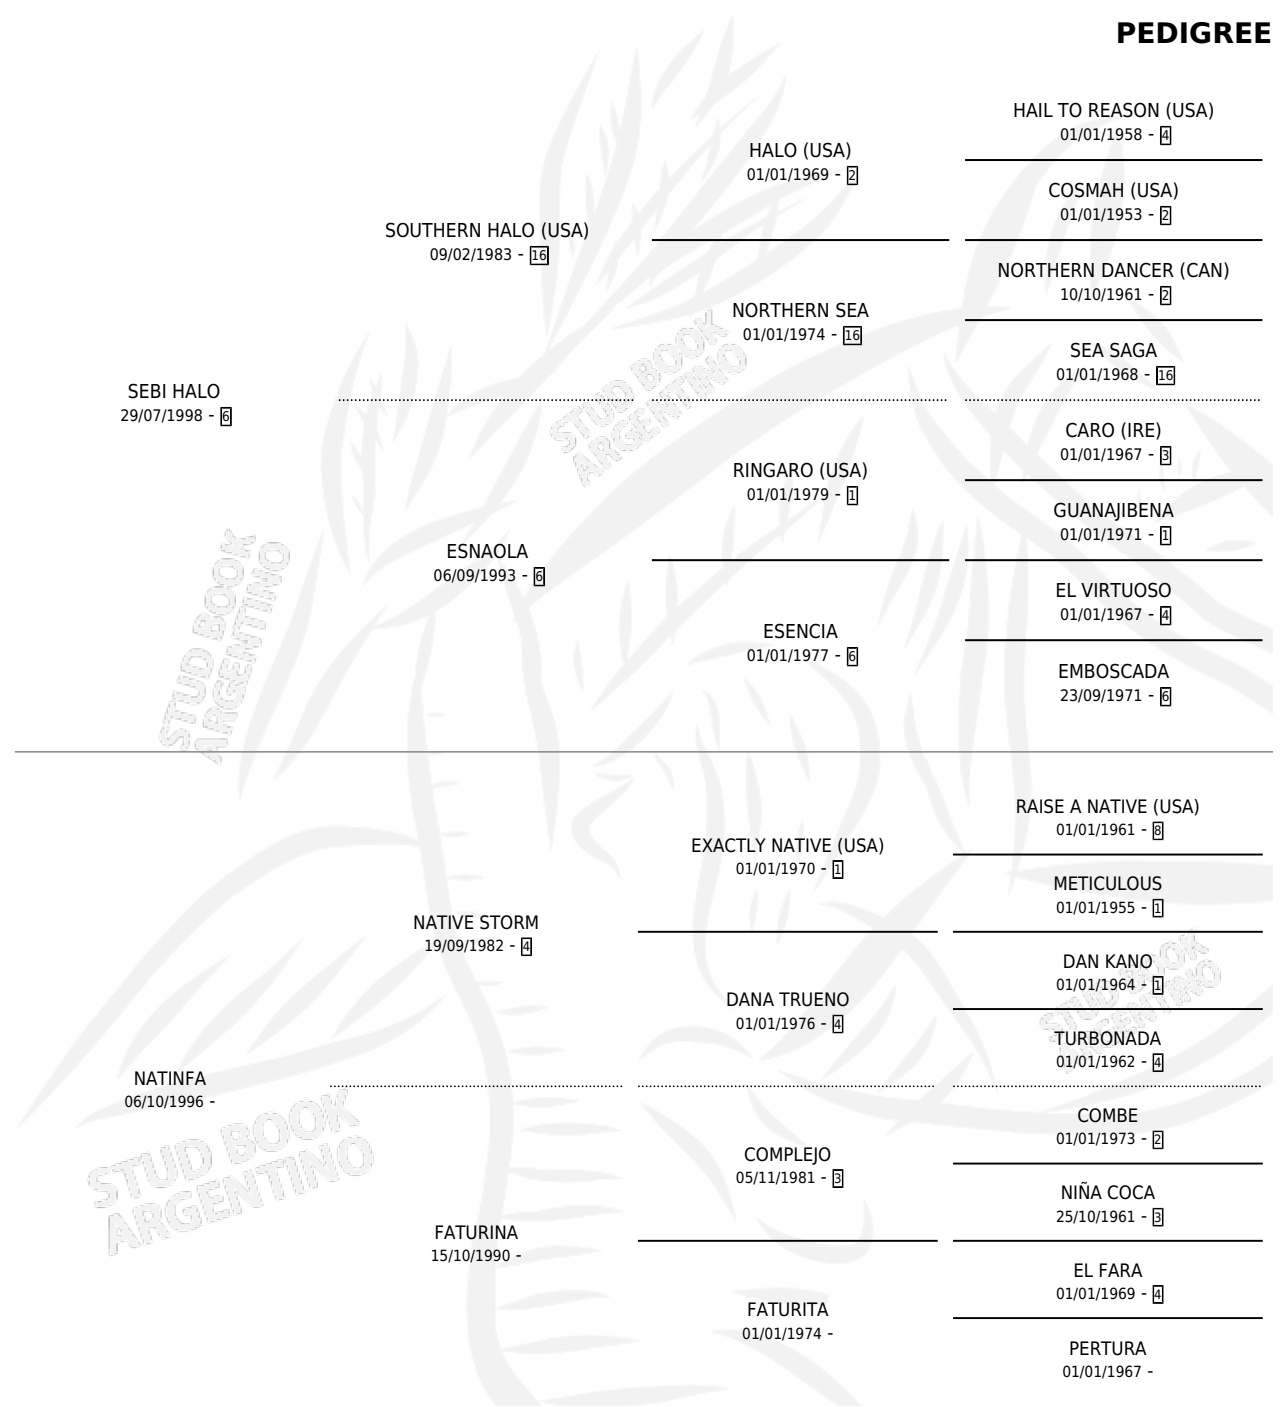 PEDIGREE
HAIL TO REASON (USA)
01/01/1958 - 4
HALO (USA)
01/01/1969 - 2
COSMAH (USA)
01/01/1953 - 2
SOUTHERN HALO (USA)
09/02/1983 - 16
NORTHERN DANCER (CAN)
10/10/1961 - 2
NORTHERN SEA
01/01/1974 - 16
SEA SAGA
01/01/1968 - 16
SEBI HALO
29/07/1998 - 6
CARO (IRE)
01/01/1967 - 3
RINGARO (USA)
01/01/1979 - 1
GUANAJIBENA
01/01/1971 - 1
ESNAOLA
06/09/1993 - 6
EL VIRTUOSO
01/01/1967 - 4
ESENCIA
01/01/1977 - 6
EMBOSCADA
23/09/1971 - 6
RAISE A NATIVE (USA)
01/01/1961 - 8
EXACTLY NATIVE (USA)
01/01/1970 - 1
METICULOUS
01/01/1955 - 1
NATIVE STORM
19/09/1982 - 4
DAN KANO
01/01/1964 - 1
DANA TRUENO
01/01/1976 - 4
TURBONADA
01/01/1962 - 4
NATINFA
06/10/1996 -
COMBE
01/01/1973 - 2
COMPLEJO
05/11/1981 - 3
NIÑA COCA
25/10/1961 - 3
FATURINA
15/10/1990 -
EL FARA
01/01/1969 - 4
FATURITA
01/01/1974 -
PERTURA
01/01/1967 -
STUD BOOK
ARGENTINO
STUD BOOK
ARGENTINO
STUD BOOK
ARGENTINO
STUD BOOK
ARGENTINO